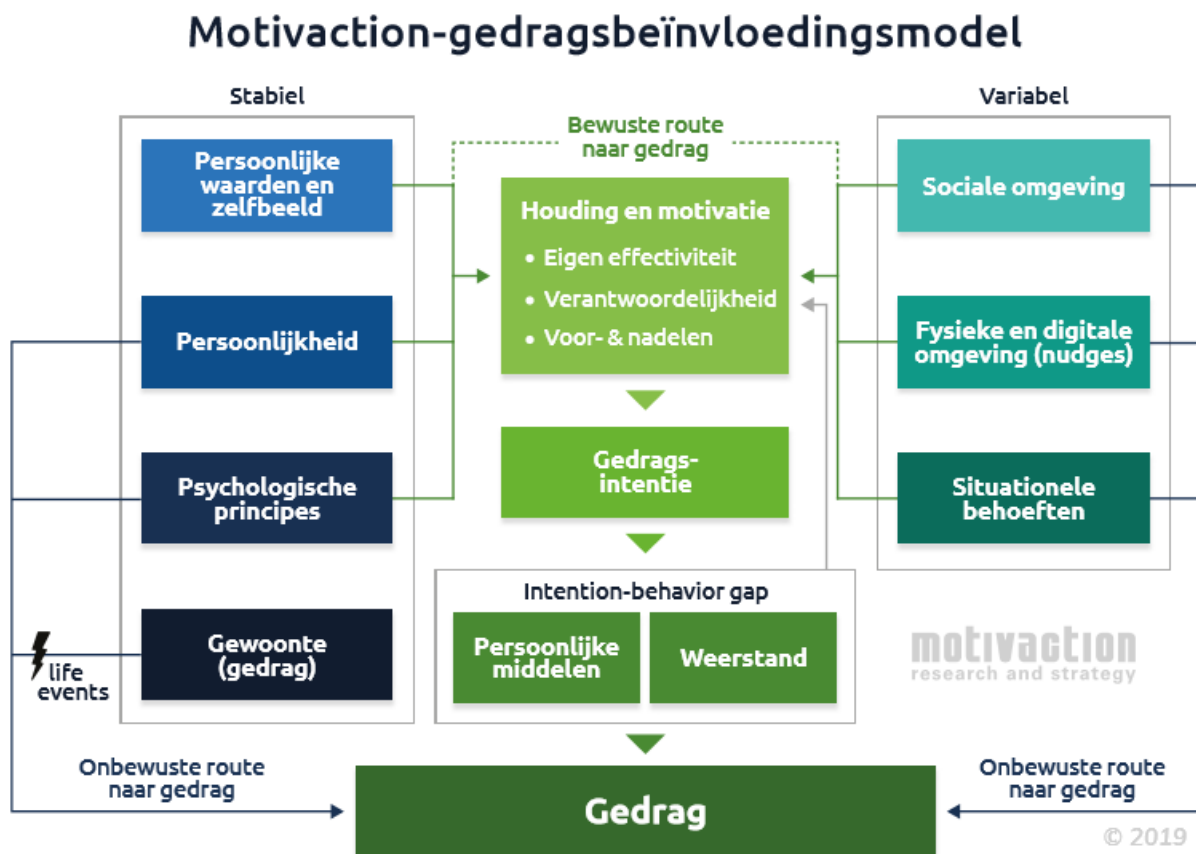 Motivaction-gedragsbeïnvloedingsmodel
Stabiel
Persoonlijke
waarden en
zelfbeeld
Persoonlijkheid
Psychologische
principes
Gewoonte
(gedrag)
life
events
Onbewuste route
naar gedrag
Bewuste route
naar gedrag
Houding en motivatie
• Eigen effectiviteit
• Verantwoordelijkheid
• Voor- & nadelen
Gedrags-
intentie
Intention-behavior gap
Persoonlijke
middelen
Weerstand
Gedrag
Variabel
Sociale omgeving
Fysieke en digitale
omgeving (nudges)
Situationele
behoeften
motivaction
research and strategy
Onbewuste route
naar gedrag
© 2019